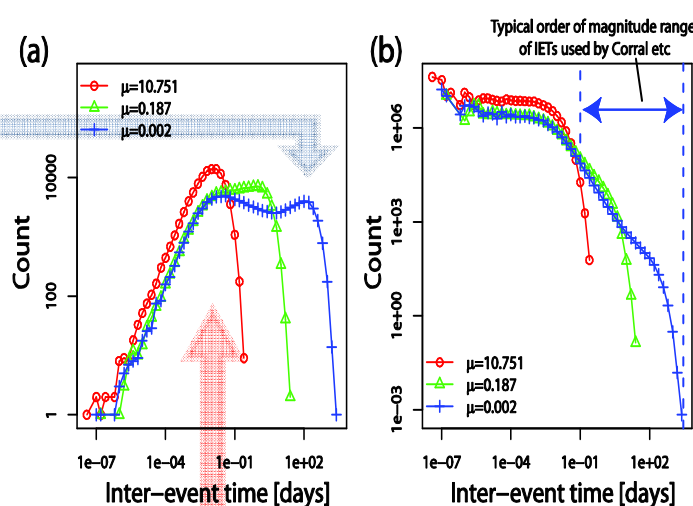 Typical order of magnitude range
of IETs used by Corral etc
(a)
(b)
μ=10.751
μ=0.187
μ=0.002
Count
10000
100
1
1e−07
1e−04
1e−01
1e+02
Inter−event time [days]
Count
1e+06
1e+03
1e+00
1e−03
μ=10.751
μ=0.187
μ=0.002
1e−07
1e−04
1e−01
1e+02
Inter−event time [days]